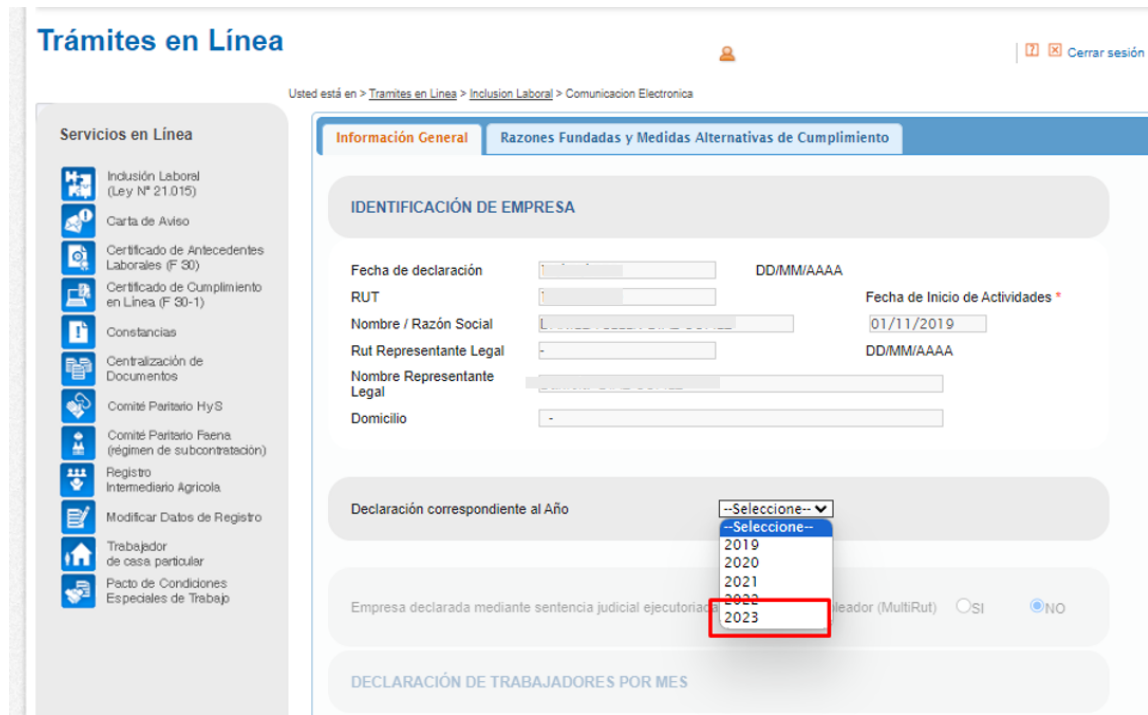 Trámites en Línea
Cerrar sesión
Usted está en > Tramites en Linea > Inclusion Laboral > Comunicacion Electronica
Servicios en Línea
Inclusión Laboral
(Ley Nº 21.015)
Carta de Aviso
Certificado de Antecedentes
Laborales (F 30)
Certificado de Cumplimiento
en Línea (F 30-1)
Constancias
Centralización de
Documentos
Comité Paritario HyS
Comité Paritario Faena
(régimen de subcontratación)
Registro
Intermediario Agrícola
Modificar Datos de Registro
Trabajador
de casa particular
Pacto de Condiciones
Especiales de Trabajo
Información General
Razones Fundadas y Medidas Alternativas de Cumplimiento
IDENTIFICACIÓN DE EMPRESA
Fecha de declaración DD/MM/AAAA
RUT Fecha de Inicio de Actividades *
Nombre / Razón Social 01/11/2019
Rut Representante Legal - DD/MM/AAAA
Nombre Representante
Legal
Domicilio -
Declaración correspondiente al Año --Seleccione--
--Seleccione--
2019
2020
2021
2022
2023
Empresa declarada mediante sentencia judicial (MultiRut) SI NO
DECLARACIÓN DE TRABAJADORES POR MES